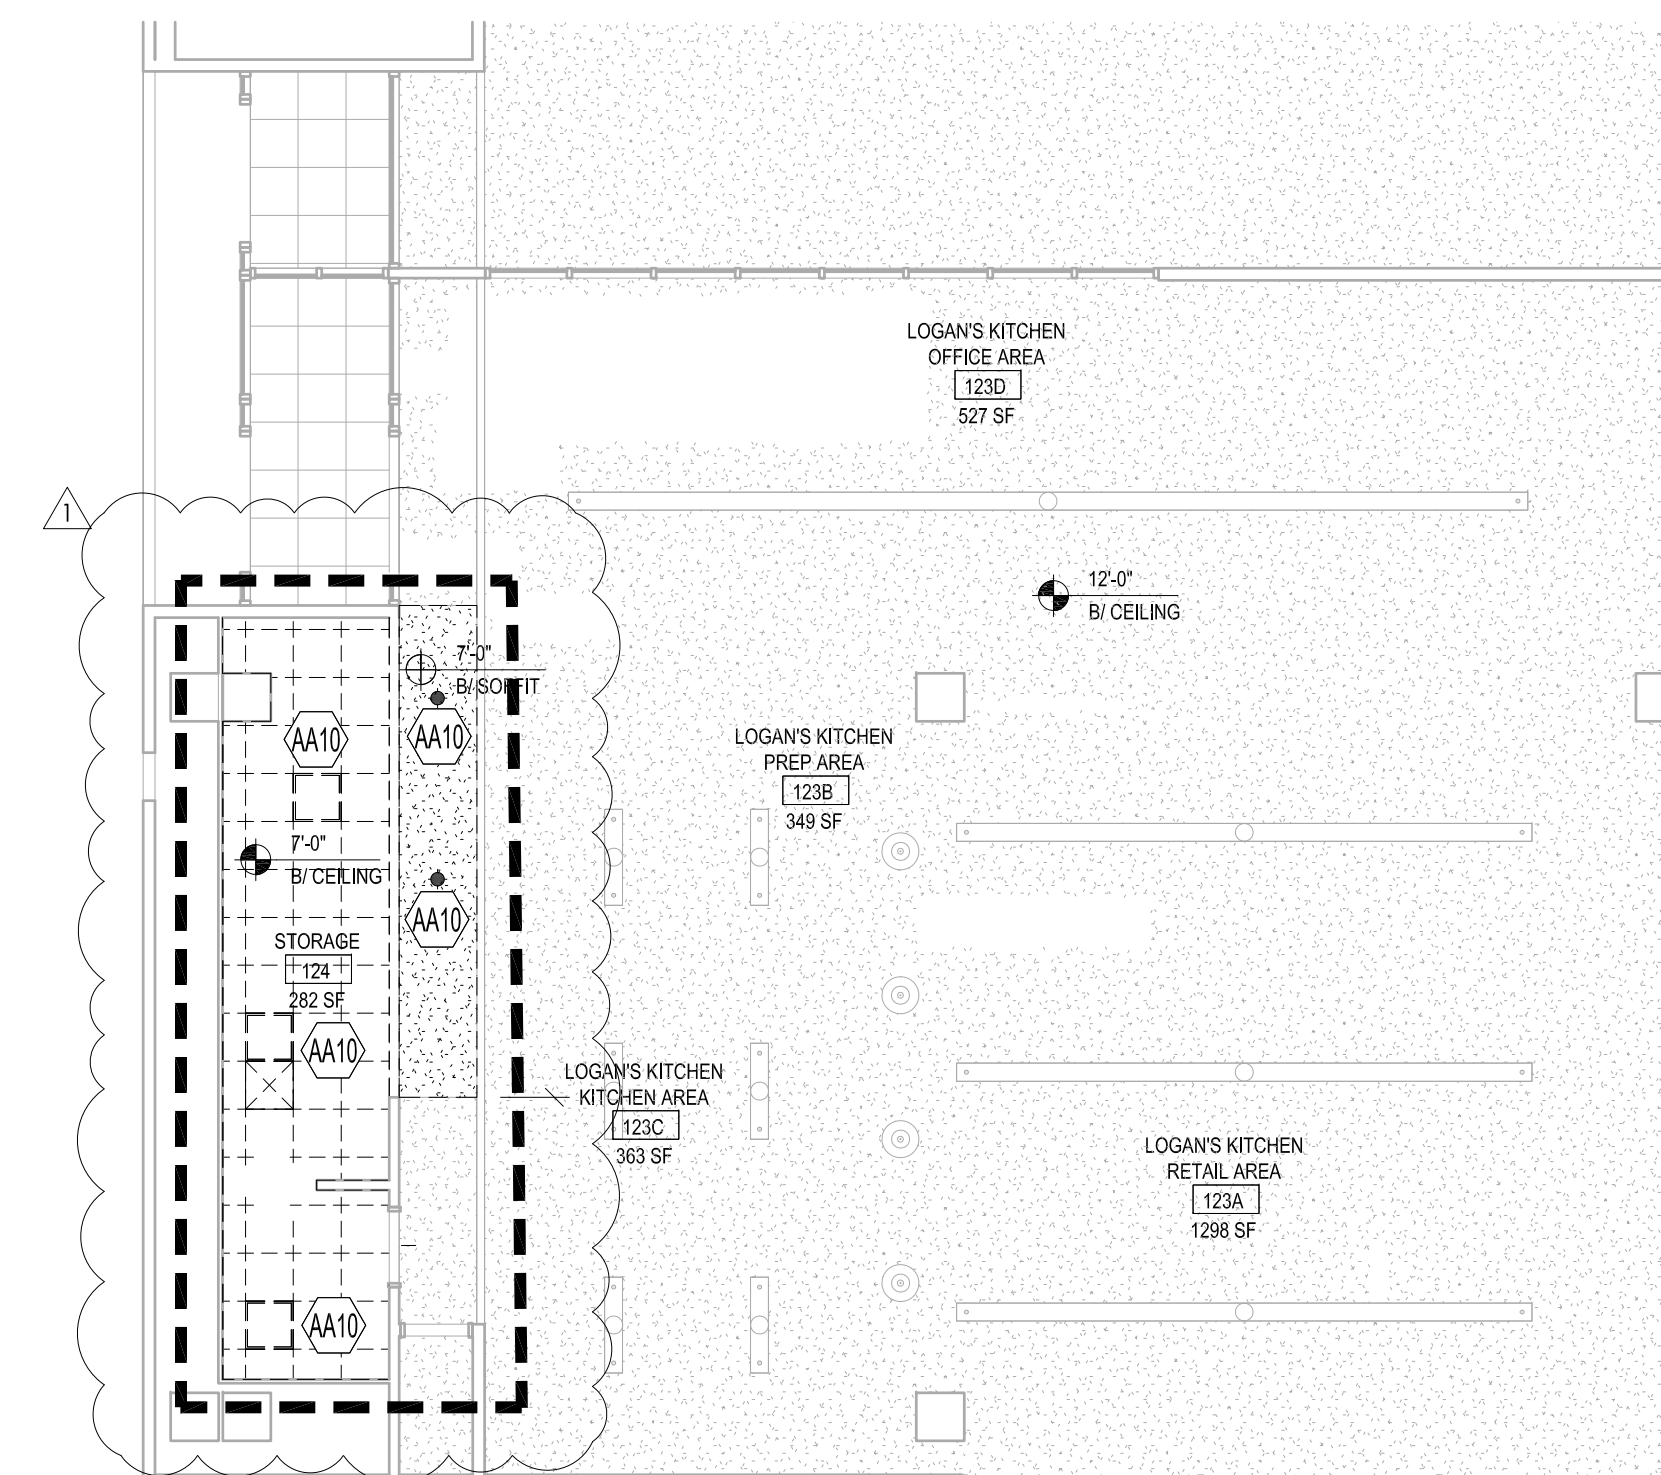 LOGAN'S KITCHEN
OFFICE AREA
123D
527 SF
1
12'-0"
B/ CEILING
7'-0"
B/ SOFFIT
AA10
AA10
LOGAN'S KITCHEN
PREP AREA
123B
349 SF
7'-0"
B/ CEILING
AA10
STORAGE
124
282 SF
AA10
LOGAN'S KITCHEN
KITCHEN AREA
123C
363 SF
LOGAN'S KITCHEN
RETAIL AREA
123A
1298 SF
AA10